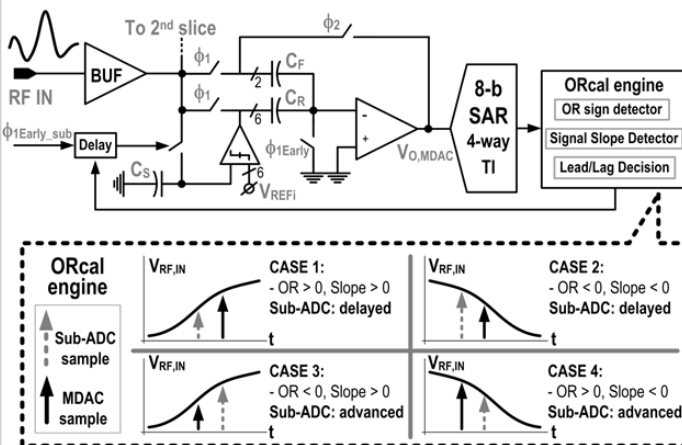 To 2nd slice
ϕ2
ϕ1
CF
2
BUF
RF IN
ϕ1
CR
6
8-b
SAR
4-way
TI
ORcal engine
OR sign detector
Signal Slope Detector
Lead/Lag Decision
ϕ1Early_sub
Delay
ϕ1Early
-
+
VO,MDAC
CS
6
VREFi
ORcal
engine
Sub-ADC
sample
MDAC
sample
VRF,IN
CASE 1:
- OR > 0, Slope > 0
Sub-ADC: delayed
t
VRF,IN
CASE 2:
- OR < 0, Slope < 0
Sub-ADC: delayed
t
VRF,IN
CASE 3:
- OR < 0, Slope > 0
Sub-ADC: advanced
t
VRF,IN
CASE 4:
- OR > 0, Slope < 0
Sub-ADC: advanced
t